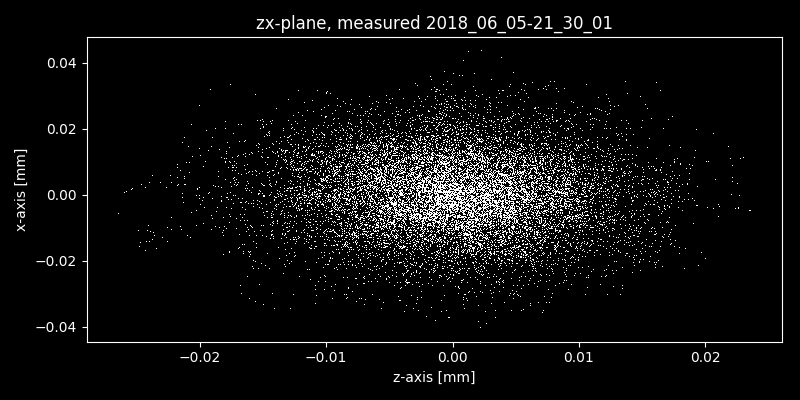 zx-plane, measured 2018_06_05-21_30_01
0.04
0.02
0.00
−0.02
−0.04
x-axis [mm]
−0.02 −0.01 0.00 0.01 0.02
z-axis [mm]